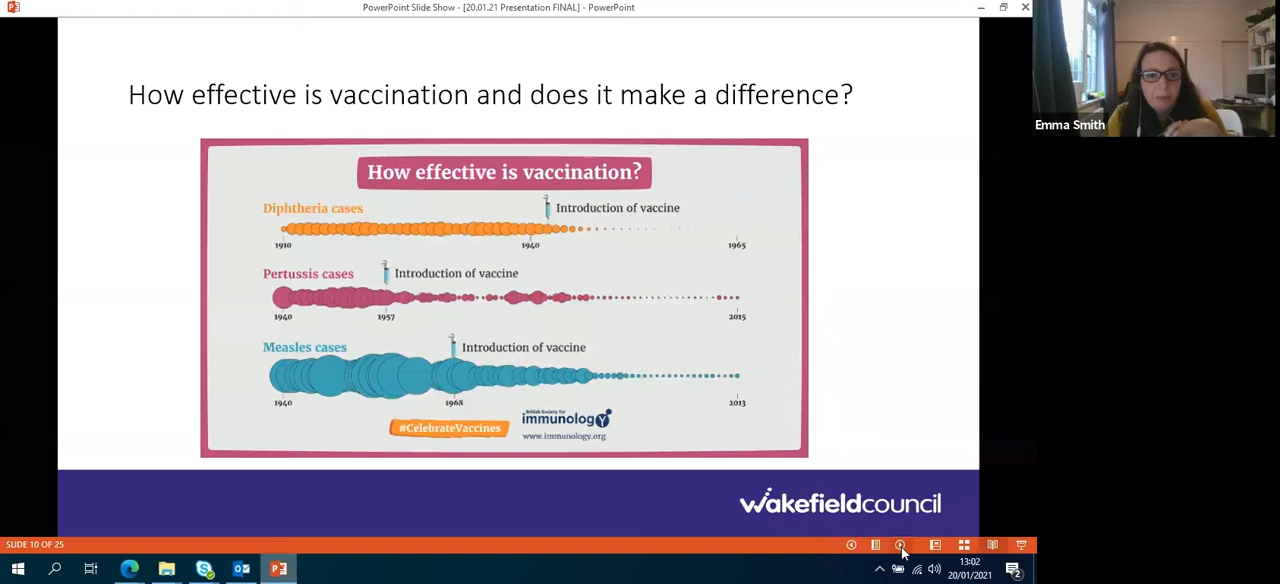 PowerPoint Slide Show - [20.01.21 Presentation FINAL] - PowerPoint
Emma Smith
How effective is vaccination and does it make a difference?
How effective is vaccination?
Diphtheria cases
Introduction of vaccine
1910
1940
1965
Pertussis cases
Introduction of vaccine
1940
1957
2015
Measles cases
Introduction of vaccine
1940
1968
2013
#CelebrateVaccines
British Society for
immunology
www.immunology.org
wakefieldcouncil
SLIDE 10 OF 25
13:02
20/01/2021
2